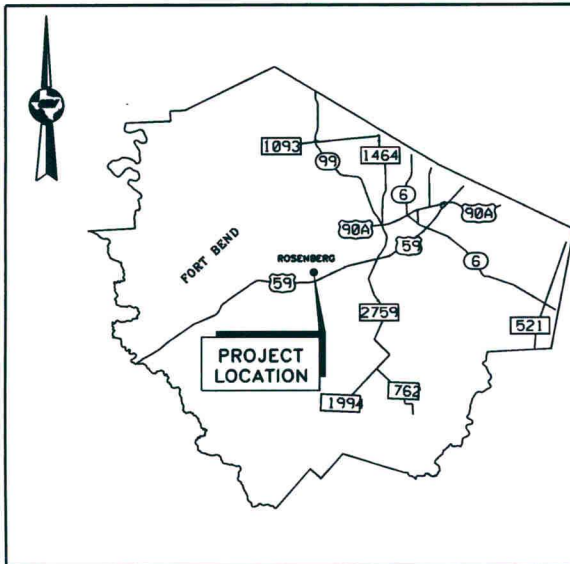 1093
99
1464
6
90A
90A
59
FORT BEND
ROSENBERG
59
6
2759
521
PROJECT
LOCATION
762
1994